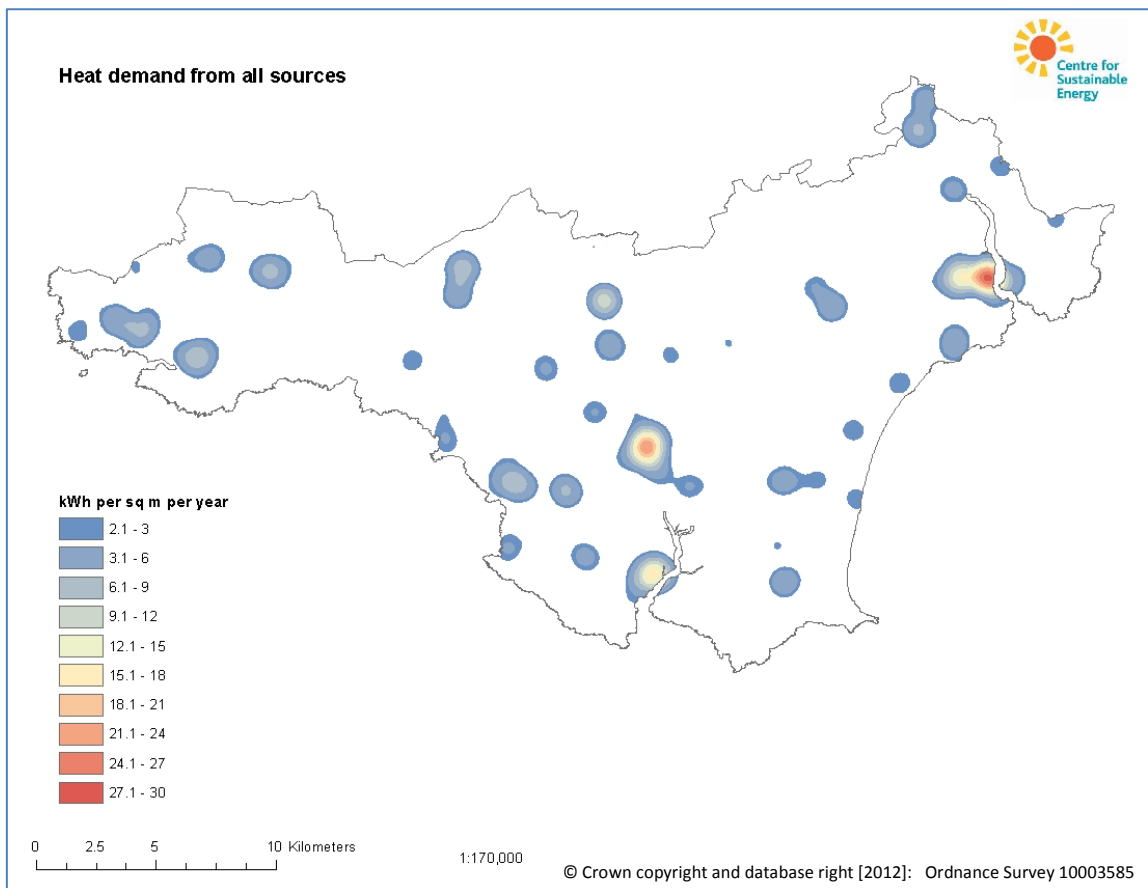 Heat demand from all sources
Centre for
Sustainable
Energy
kWh per sq m per year
2.1 - 3
3.1 - 6
6.1 - 9
9.1 - 12
12.1 - 15
15.1 - 18
18.1 - 21
21.1 - 24
24.1 - 27
27.1 - 30
0 2.5 5 10 Kilometers
1:170,000
© Crown copyright and database right [2012]: Ordnance Survey 10003585